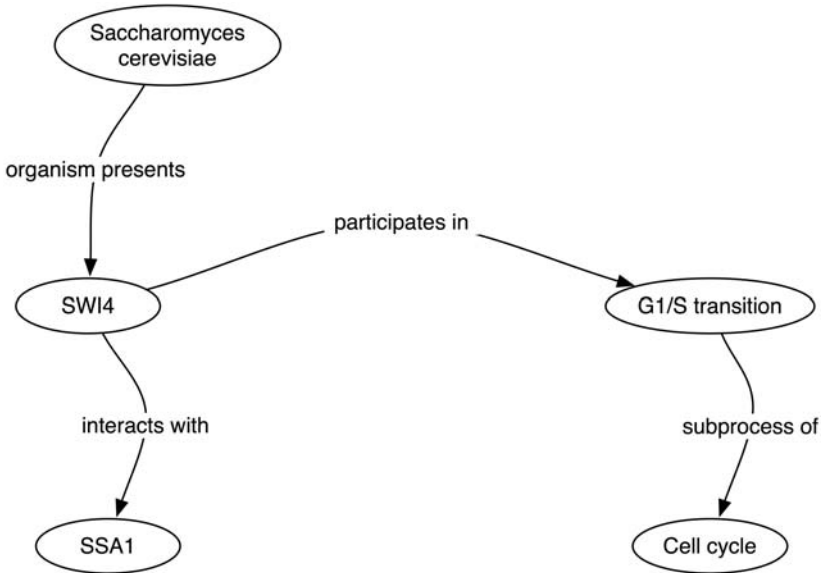 Saccharomyces
cerevisiae
organism presents
participates in
SWI4
G1/S transition
interacts with
subprocess of
SSA1
Cell cycle